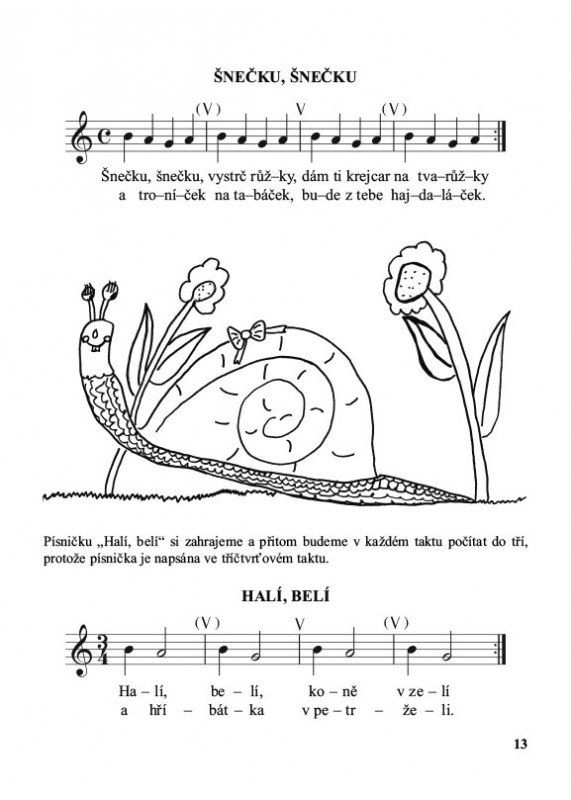 ŠNEČKU, ŠNEČKU
(V) V (V)
Šnečku, šnečku, vystrč růž–ky, dám ti krejcar na tva–růž–ky
a tro–ní–ček na ta–báček, bu–de z tebe haj–da–lá–ček.
Písničku „Halí, belí“ si zahrajeme a přitom budeme v každém taktu počítat do tří,
protože písnička je napsána ve tříčtvrťovém taktu.
HALÍ, BELÍ
(V) V (V)
3
4
Ha – lí, be – lí, ko – ně v ze – lí
a hří – bát – ka v pe – tr – že – li.
13